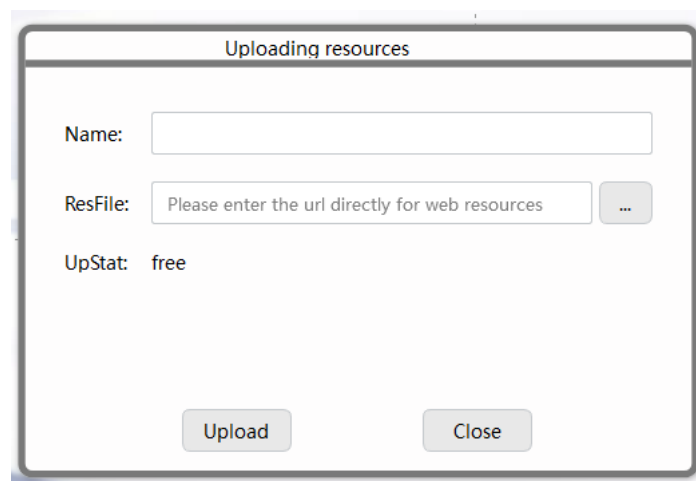 Uploading resources
Name:
ResFile: Please enter the url directly for web resources ...
UpStat: free
Upload Close